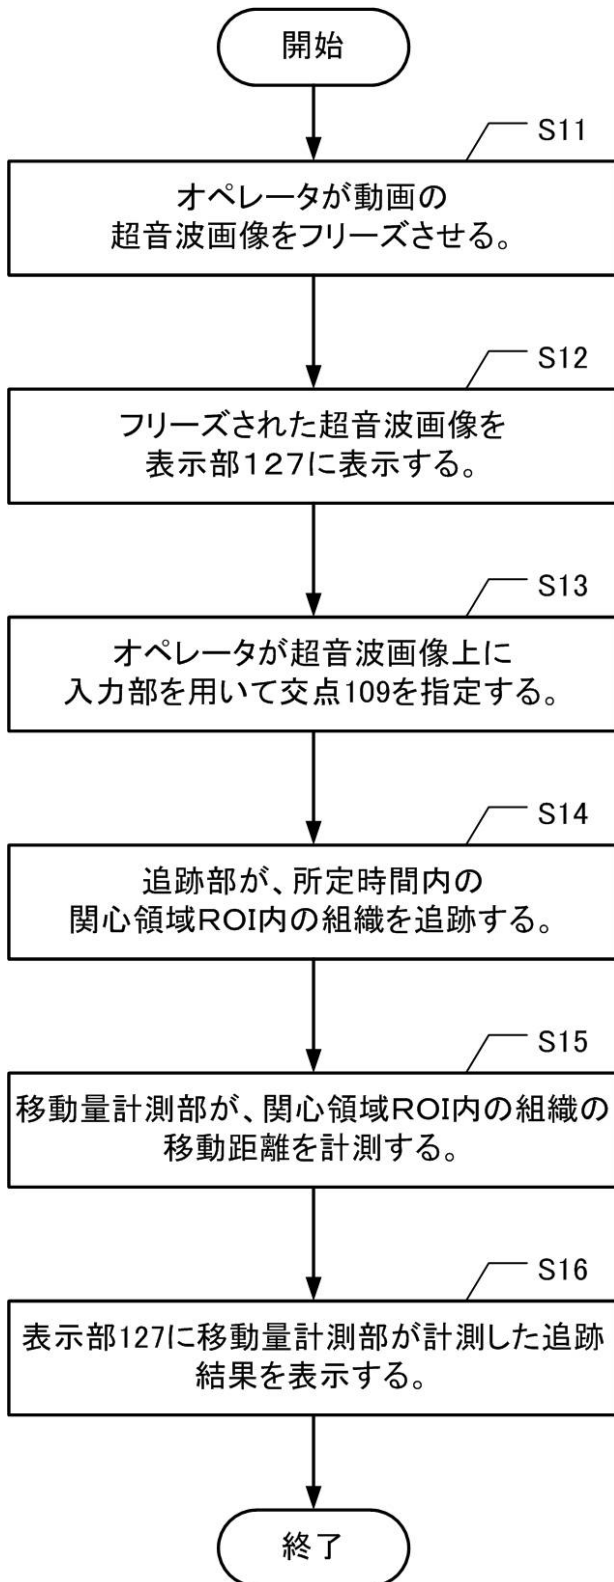 開始
S11
オペレータが動画の
超音波画像をフリーズさせる。
S12
フリーズされた超音波画像を
表示部127に表示する。
S13
オペレータが超音波画像上に
入力部を用いて交点109を指定する。
S14
追跡部が、所定時間内の
関心領域ROI内の組織を追跡する。
S15
移動量計測部が、関心領域ROI内の組織の
移動距離を計測する。
S16
表示部127に移動量計測部が計測した追跡
結果を表示する。
終了